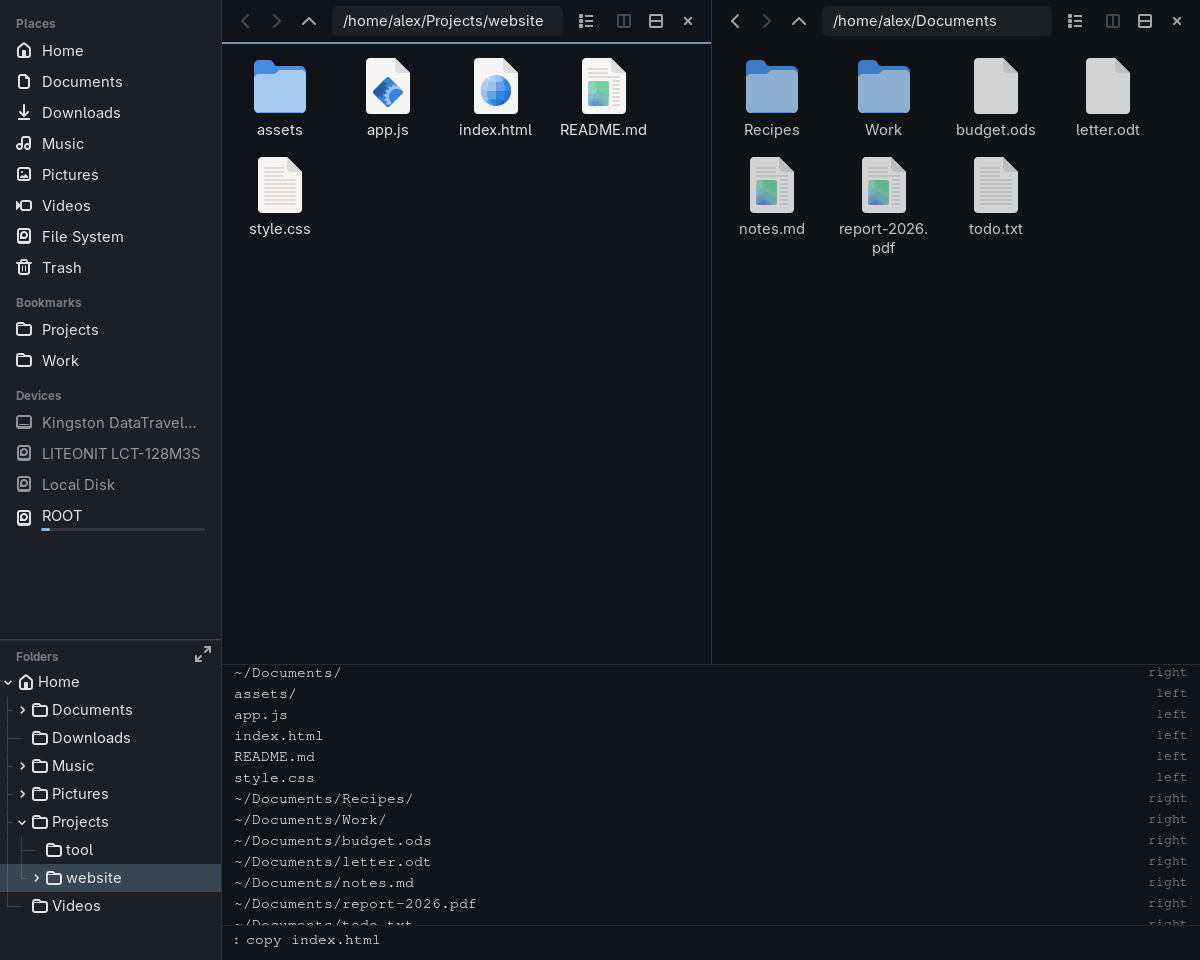 Places
Home
Documents
Downloads
Music
Pictures
Videos
File System
Trash
Bookmarks
Projects
Work
Devices
Kingston DataTravel...
LITEONIT LCT-128M3S
Local Disk
ROOT
Folders
Home
Documents
Downloads
Music
Pictures
Projects
tool
website
Videos
/home/alex/Projects/website
assets
app.js
index.html
README.md
style.css
/home/alex/Documents
Recipes
Work
budget.ods
letter.odt
notes.md
report-2026.
pdf
todo.txt
~/Documents/ right
assets/ left
app.js left
index.html left
README.md left
style.css left
~/Documents/Recipes/ right
~/Documents/Work/ right
~/Documents/budget.ods right
~/Documents/letter.odt right
~/Documents/notes.md right
~/Documents/report-2026.pdf right
~/Documents/todo.txt right
: copy index.html